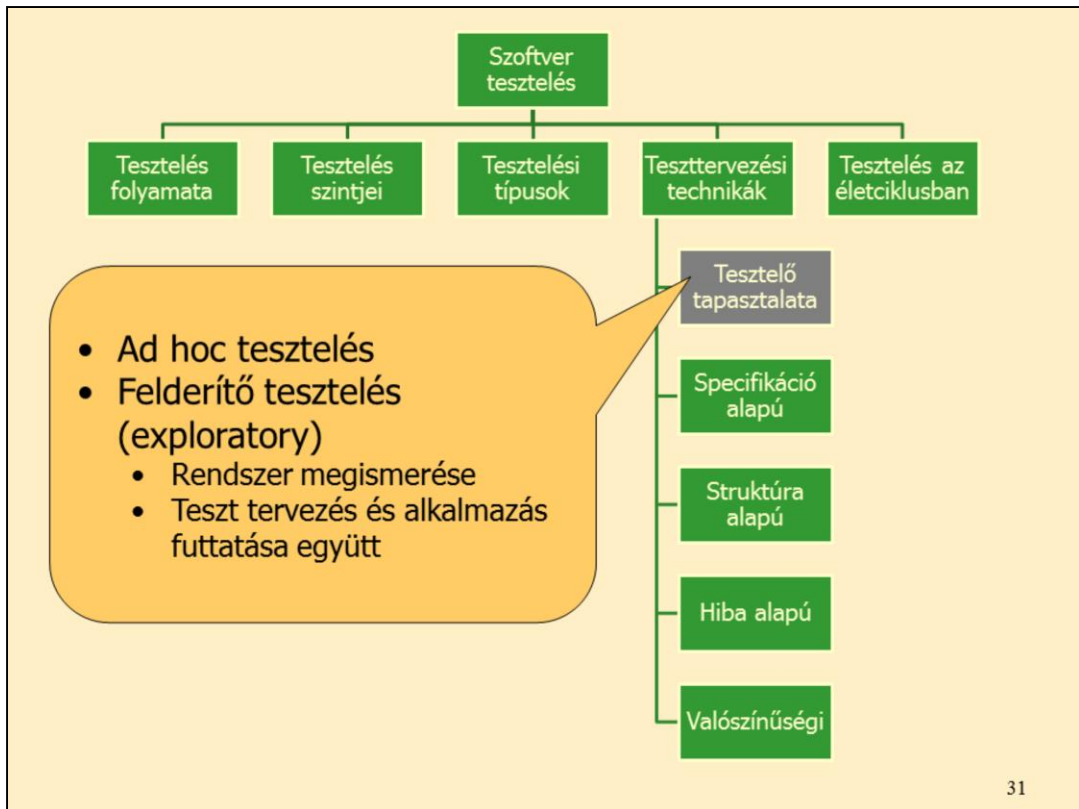 Szoftver
tesztelés
Tesztelés
folyamata
Tesztelés
szintjei
Tesztelési
típusok
Teszttervezési
technikák
Tesztelés az
életciklusban
Tesztelő
tapasztalata
• Ad hoc tesztelés
• Felderítő tesztelés
(exploratory)
• Rendszer megismerése
• Teszt tervezés és alkalmazás
futtatása együtt
Specifikáció
alapú
Struktúra
alapú
Hiba alapú
Valószínűségi
31